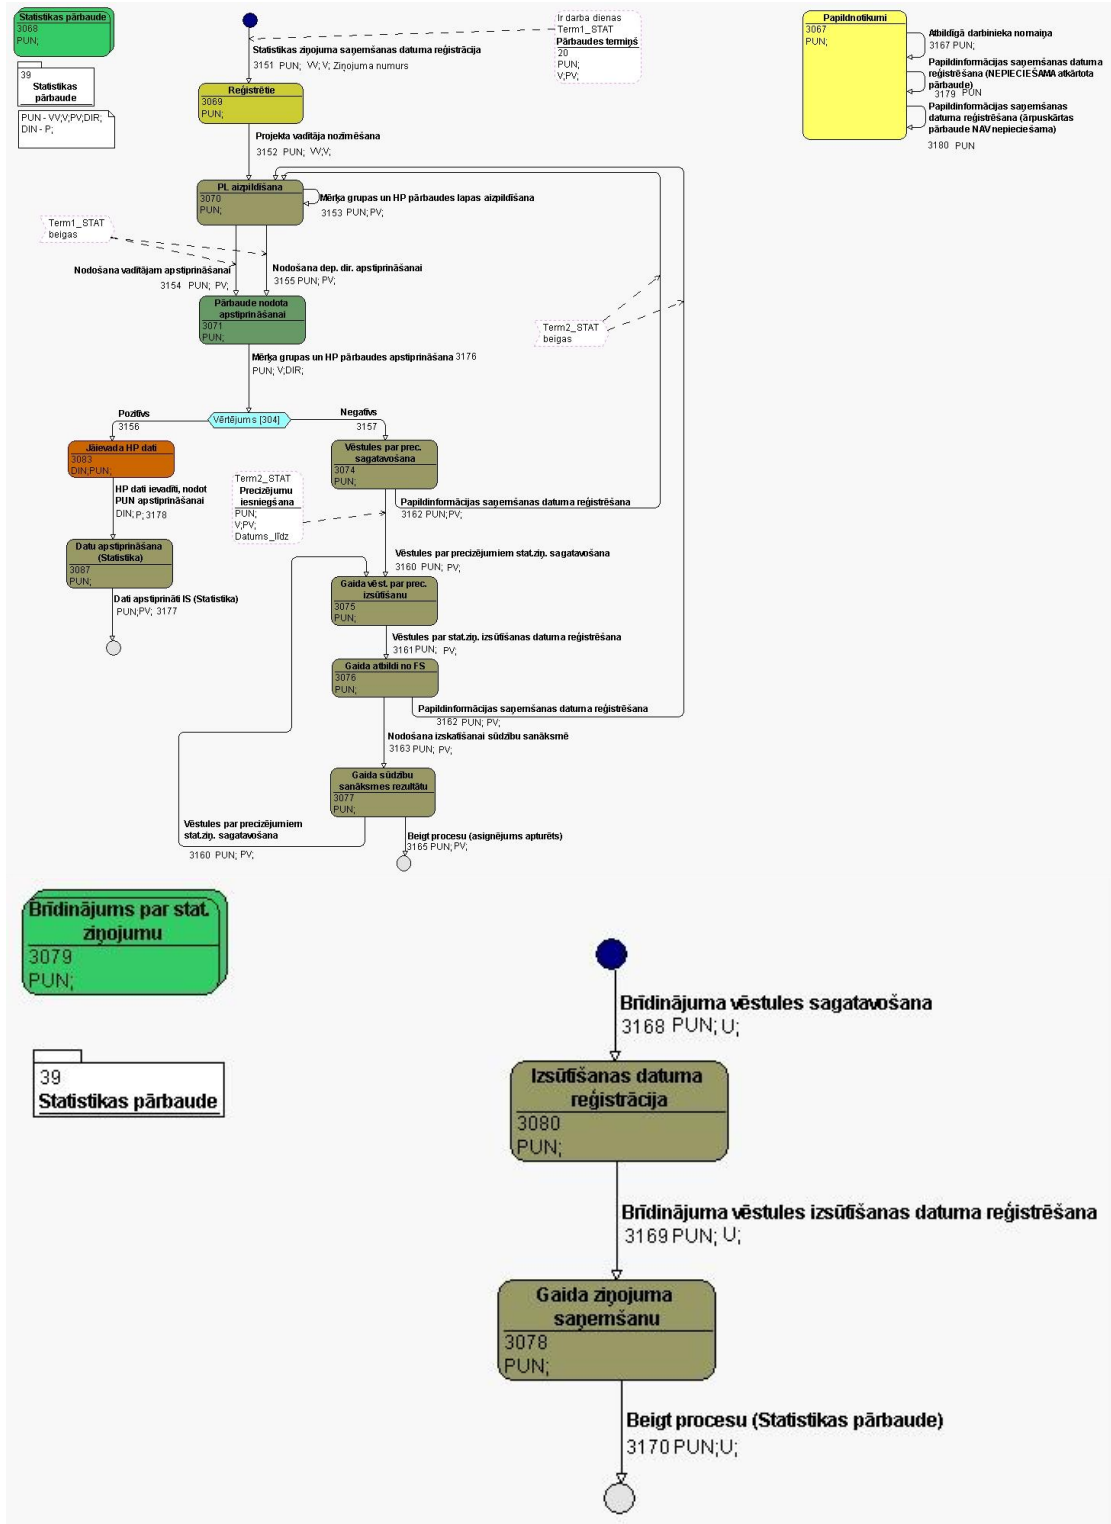 Statistikas pārbaude
3068
PUN;
39
Statistikas
pārbaude
PUN - VV;V;PV;DIR;
DIN - P;
Ir darba dienas
Term1_STAT
Pārbaudes termiņš
20
PUN;
V;PV;
Papildnotikumi
3067
PUN;
Atbildīgā darbinieka nomaiņa
3167 PUN;
Papildinformācijas saņemšanas datuma
reģistrēšana (NEPIECIEŠAMA atkārtota
pārbaude)
3179 PUN
Papildinformācijas saņemšanas
datuma reģistrēšana (ārpuskārtas
pārbaude NAV nepieciešama)
3180 PUN
Statistikas ziņojuma saņemšanas datuma reģistrācija
3151 PUN; VV; V; Ziņojuma numurs
Reģistrētie
3069
PUN;
Projekta vadītāja nozīmēšana
3152 PUN; VV;V;
PL aizpildīšana
3070
PUN;
Mērķa grupas un HP pārbaudes lapas aizpildīšana
3153 PUN; PV;
Term1_STAT
beigas
Nodošana vadītājam apstiprināšanai
3154 PUN; PV;
Nodošana dep. dir. apstiprināšanai
3155 PUN; PV;
Pārbaude nodota
apstiprināšanai
3071
PUN;
Term2_STAT
beigas
Mērķa grupas un HP pārbaudes apstiprināšana 3176
PUN; V;DIR;
Vērtējums [304]
Pozitīvs
3156
Negatīvs
3157
Jāievada HP dati
3083
DIN;PUN;
Vēstules par prec.
sagatavošana
3074
PUN;
HP dati ievadīti, nodot
PUN apstiprināšanai
DIN; P; 3178
Term2_STAT
Precizējumu
iesniegšana
PUN;
V;PV;
Datums_līdz
Papildinformācijas saņemšanas datuma reģistrēšana
3162 PUN;PV;
Datu apstiprināšana
(Statistika)
3087
PUN;
Vēstules par precizējumiem stat.ziņ. sagatavošana
3160 PUN; PV;
Dati apstiprināti IS (Statistika)
PUN;PV; 3177
Gaida vēst. par prec.
izsūtīšanu
3075
PUN;
Vēstules par stat.ziņ. izsūtīšanas datuma reģistrēšana
3161 PUN; PV;
Gaida atbildi no FS
3076
PUN;
Papildinformācijas saņemšanas datuma reģistrēšana
3162 PUN; PV;
Nodošana izskatīšanai sūdzību sanāksmē
3163 PUN; PV;
Gaida sūdzību
sanāksmes rezultātu
3077
PUN;
Vēstules par precizējumiem
stat.ziņ. sagatavošana
3160 PUN; PV;
Beigt procesu (asignējums apturēts)
3165 PUN; PV;
Brīdinājums par stat.
ziņojumu
3079
PUN;
39
Statistikas pārbaude
Brīdinājuma vēstules sagatavošana
3168 PUN; U;
Izsūtīšanas datuma
reģistrācija
3080
PUN;
Brīdinājuma vēstules izsūtīšanas datuma reģistrēšana
3169 PUN; U;
Gaida ziņojuma
saņemšanu
3078
PUN;
Beigt procesu (Statistikas pārbaude)
3170 PUN;U;